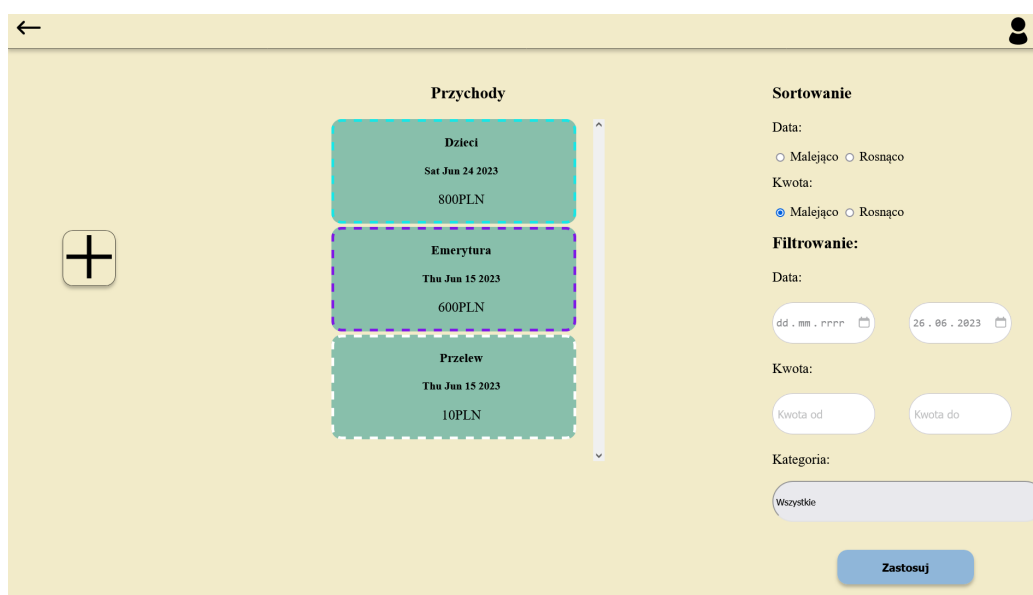 Przychody
Dzieci
Sat Jun 24 2023
800PLN
Emerytura
Thu Jun 15 2023
600PLN
Przelew
Thu Jun 15 2023
10PLN
Sortowanie
Data:
Malejąco Rosnąco
Kwota:
Malejąco Rosnąco
Filtrowanie:
Data:
dd.mm.rrrr 26.06.2023
Kwota:
Kwota od Kwota do
Kategoria:
Wszystkie
Zastosuj